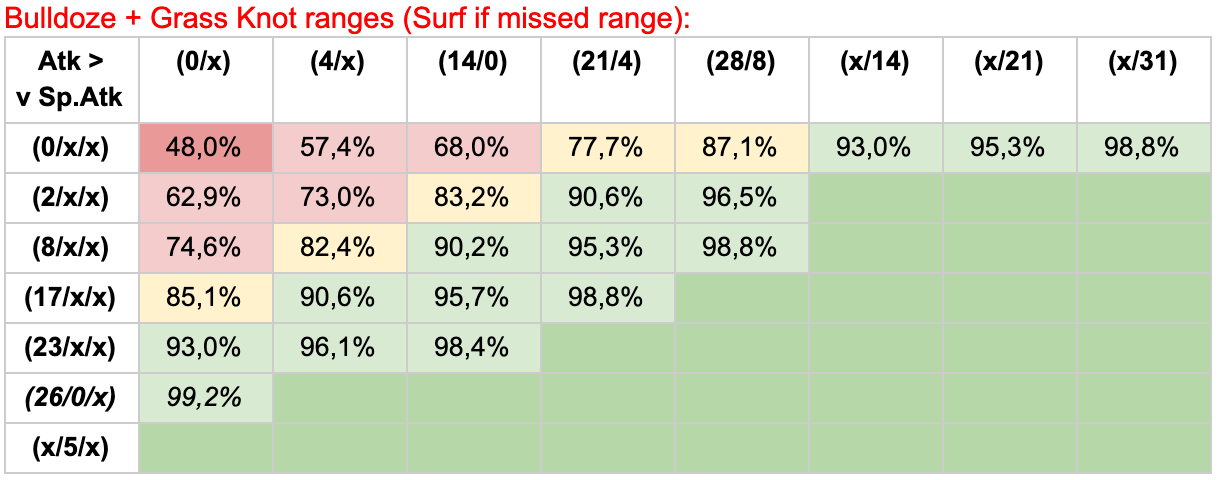 Bulldoze + Grass Knot ranges (Surf if missed range):
Atk > (0/x) (4/x) (14/0) (21/4) (28/8) (x/14) (x/21) (x/31)
v Sp.Atk
(0/x/x) 48,0% 57,4% 68,0% 77,7% 87,1% 93,0% 95,3% 98,8%
(2/x/x) 62,9% 73,0% 83,2% 90,6% 96,5%
(8/x/x) 74,6% 82,4% 90,2% 95,3% 98,8%
(17/x/x) 85,1% 90,6% 95,7% 98,8%
(23/x/x) 93,0% 96,1% 98,4%
(26/0/x) 99,2%
(x/5/x)